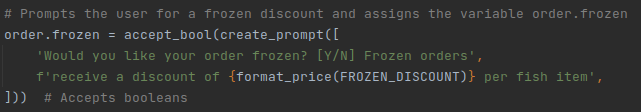 # Prompts the user for a frozen discount and assigns the variable order.frozen
order.frozen = accept_bool(create_prompt([
    'Would you like your order frozen? [Y/N] Frozen orders',
    f'receive a discount of {format_price(FROZEN_DISCOUNT)} per fish item',
]))  # Accepts booleans